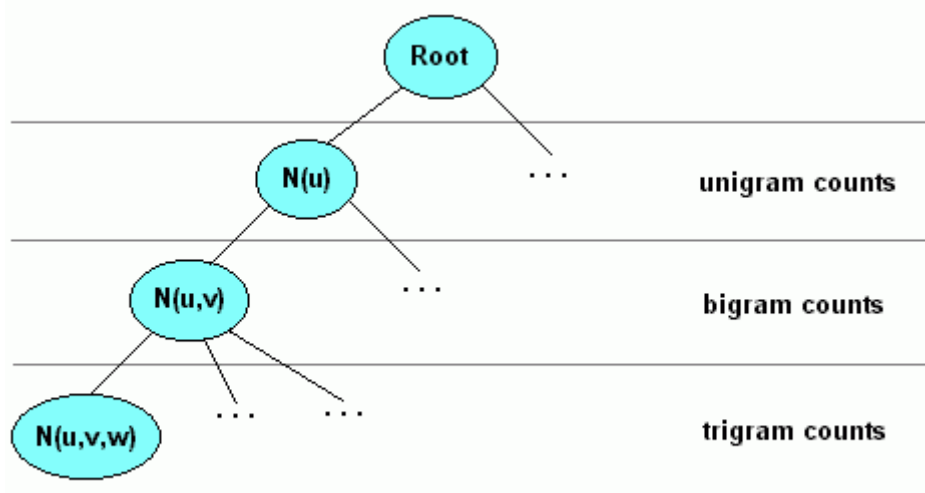 Root
N(u)
...
unigram counts
N(u,v)
...
bigram counts
N(u,v,w)
...
...
trigram counts